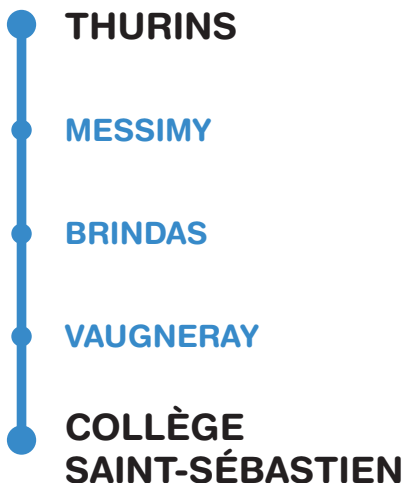 THURINS
MESSIMY
BRINDAS
VAUGNERAY
COLLÈGE
SAINT-SÉBASTIEN